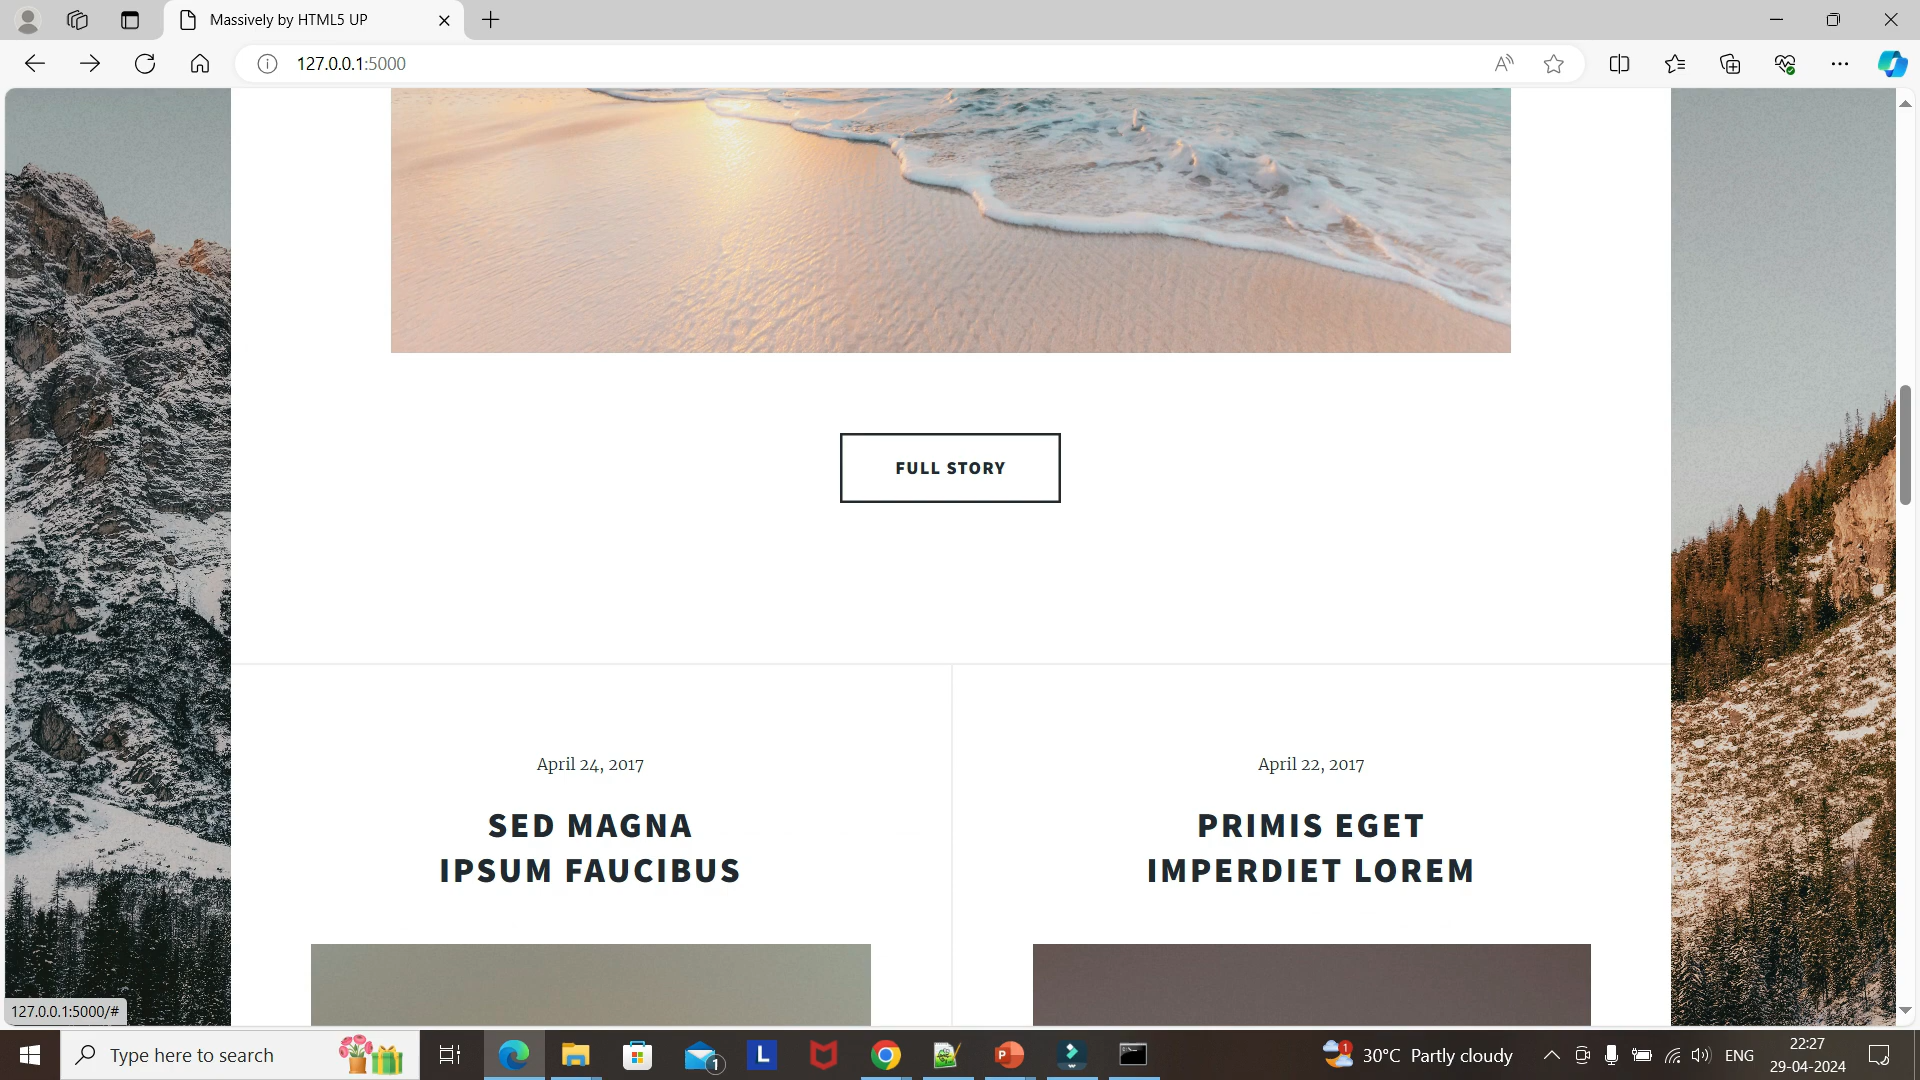 Massively by HTML5 UP
127.0.0.1:5000
FULL STORY
April 24, 2017
SED MAGNA
IPSUM FAUCIBUS
April 22, 2017
PRIMIS EGET
IMPERDIET LOREM
127.0.0.1:5000/#
Type here to search
1
L
P
1
30°C Partly cloudy
ENG
22:27
29-04-2024